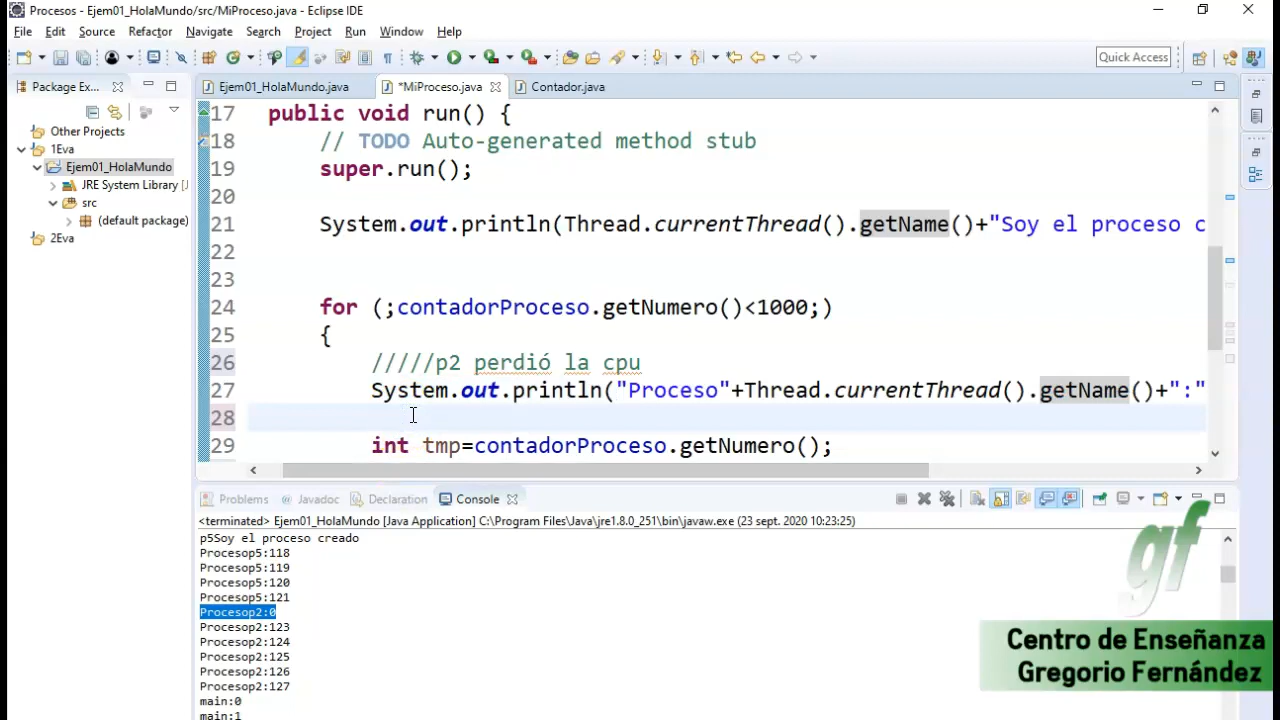 Procesos - Ejem01_HolaMundo/src/MiProceso.java - Eclipse IDE
File Edit Source Refactor Navigate Search Project Run Window Help
Quick Access
Package Ex...
Ejem01_HolaMundo.java
*MiProceso.java
Contador.java
Other Projects
1Eva
Ejem01_HolaMundo
JRE System Library [J
src
(default package)
2Eva
17 public void run() {
18 // TODO Auto-generated method stub
19 super.run();
20
21 System.out.println(Thread.currentThread().getName()+"Soy el proceso c
22
23
24 for (;contadorProceso.getNumero()<1000;)
25 {
26 /////p2 perdió la cpu
27 System.out.println("Proceso"+Thread.currentThread().getName()+":"
28
29 int tmp=contadorProceso.getNumero();
Problems Javadoc Declaration Console
<terminated> Ejem01_HolaMundo [Java Application] C:\Program Files\Java\jre1.8.0_251\bin\javaw.exe (23 sept. 2020 10:23:25)
p5Soy el proceso creado
Procesop5:118
Procesop5:119
Procesop5:120
Procesop5:121
Procesop2:0
Procesop2:123
Procesop2:124
Procesop2:125
Procesop2:126
Procesop2:127
main:0
main:1
gf
Centro de Enseñanza
Gregorio Fernández